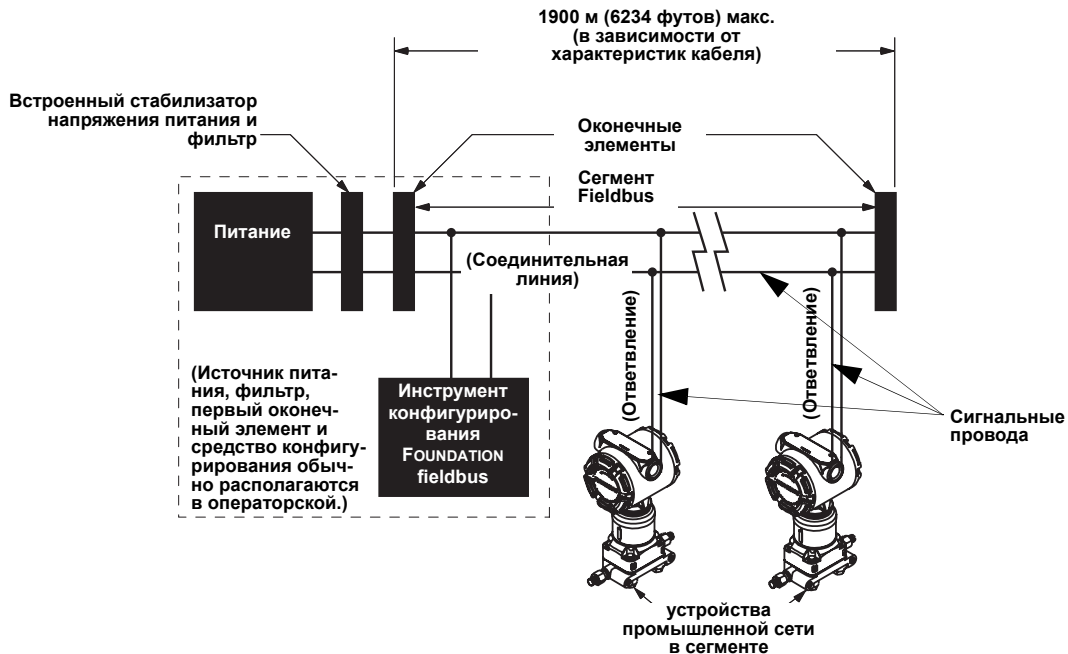 1900 м (6234 футов) макс.
(в зависимости от
характеристик кабеля)
Встроенный стабилизатор
напряжения питания и
фильтр
Оконечные
элементы
Сегмент
Fieldbus
Питание
(Соединительная
линия)
(Источник пита-
ния, фильтр,
первый оконеч-
ный элемент и
средство конфигу-
рирования обыч-
но располагаются
в операторской.)
Инструмент
конфигуриро-
вания
FOUNDATION
fieldbus
(Ответвление)
(Ответвление)
Сигнальные
провода
устройства
промышленной сети
в сегменте